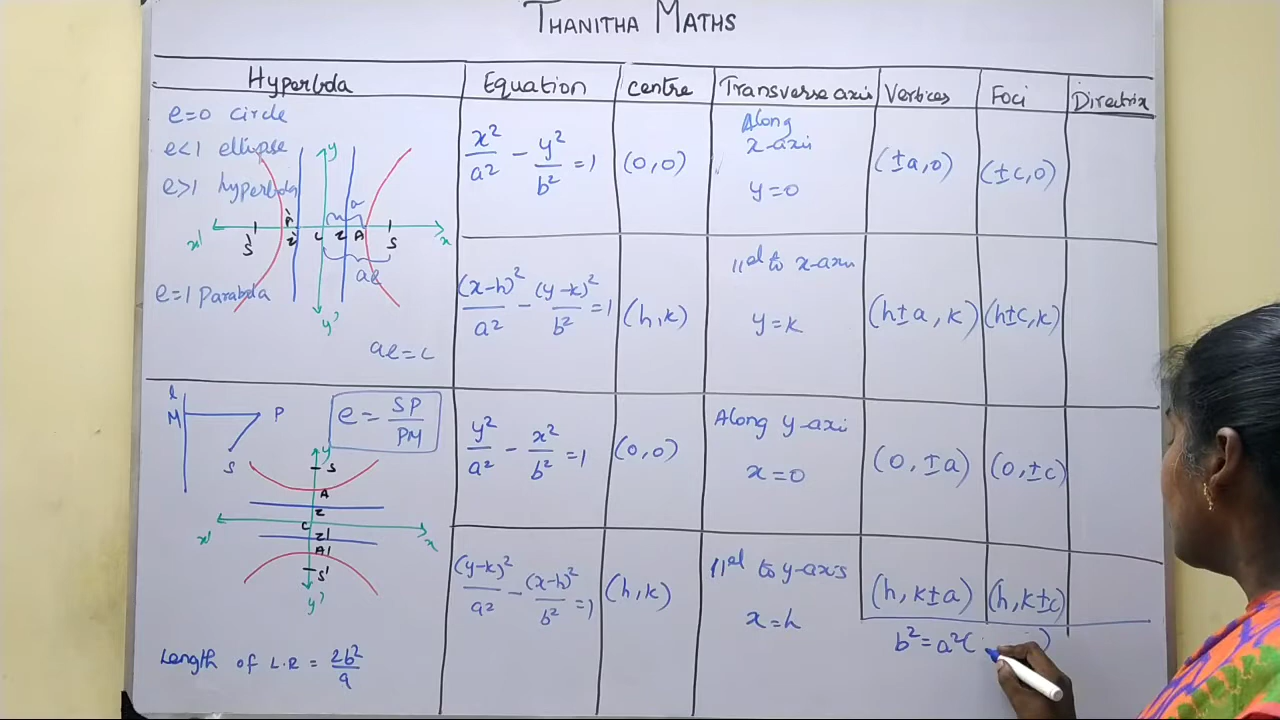 THANITHA MATHS
Hyperbola Equation centre Transverse axis Vertices Foci Directrix
e=0 circle
e<1 ellipse
e>1 hyperbola
e=1 Parabola
y
x' S' A' Z' C Z A S x
a
ae
y'
ae=c
x²/a² - y²/b² =1 (0,0) Along x-axis y=0 (±a,0) (±c,0)
(x-h)²/a² - (y-k)²/b² =1 (h,k) ||el to x-axis y=k (h±a, k) (h±c,k)
l
M P
S
e= SP/PM
y
S
A
Z
C
x' x
Z'
A'
S'
y'
y²/a² - x²/b² =1 (0,0) Along y-axis x=0 (0, ±a) (0,±c)
(y-k)²/a² - (x-h)²/b² =1 (h,k) ||el to y-axis x=h (h, k±a) (h,k±c)
b²=a²( )
Length of L.R = 2b²/a